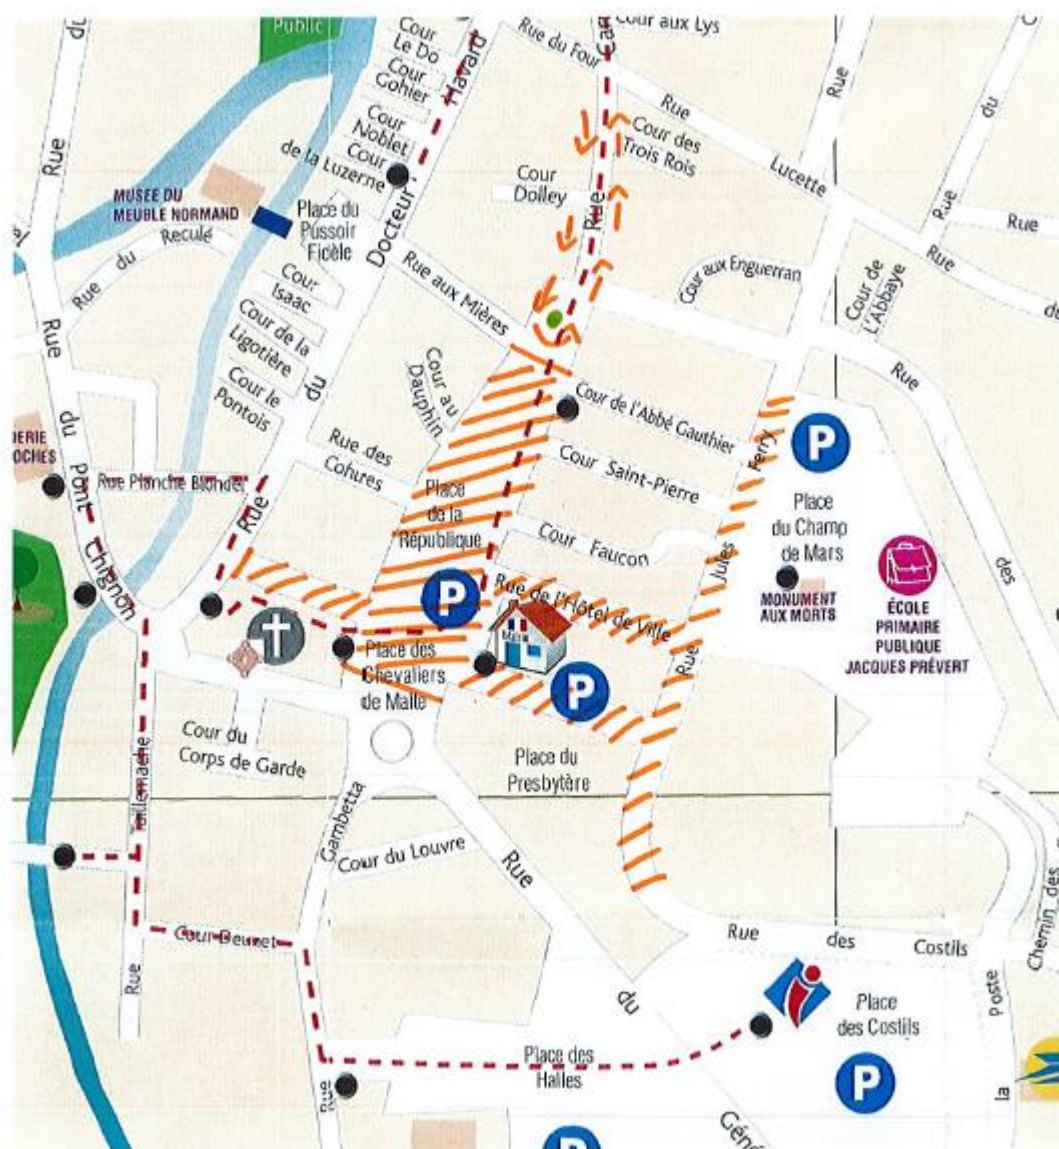 Public
Cour
Le Do
Cour
Gohier
Cour
Noblet
Cour
de la Luzerne
Havard
Docteur
du
Rue
Cour aux Lys
Rue du Four
Rue
Lucette
Rue
Cour des
Trois Rois
Cour
Dolley
Rue
Rue
du
Rue
Rue
du
Rue
MUSÉE DU
MEUBLE NORMAND
Place du
Pussoir
Ficèle
Rue du Reculé
Rue aux Mières
Cour aux Enguerran
Cour de
L'Abbaye
Cour
Isaac
Cour de la
Ligotière
Cour le
Pontois
Cour au
Dauphin
Cour de l'Abbé Gauthier
Rue
des
Rue
du
Pont
Chignon
Rue des
Cohues
Cour Saint-Pierre
Rue Jules Ferry
P
Place
du Champ
de Mars
Rue Planche Blondel
Place
de la
République
Cour Faucon
P
Rue de l'Hôtel de Ville
MONUMENT
AUX MORTS
ÉCOLE
PRIMAIRE
PUBLIQUE
JACQUES PRÉVERT
Place des
Chevaliers
de Malte
P
Cour du
Corps de Garde
Place du
Presbytère
Gambetta
Cour du Louvre
Rue
du
Rue
Cour Deunet
Rue des Costils
Chemin des
Poste
la
Place
des Costils
Place des
Halles
P
P